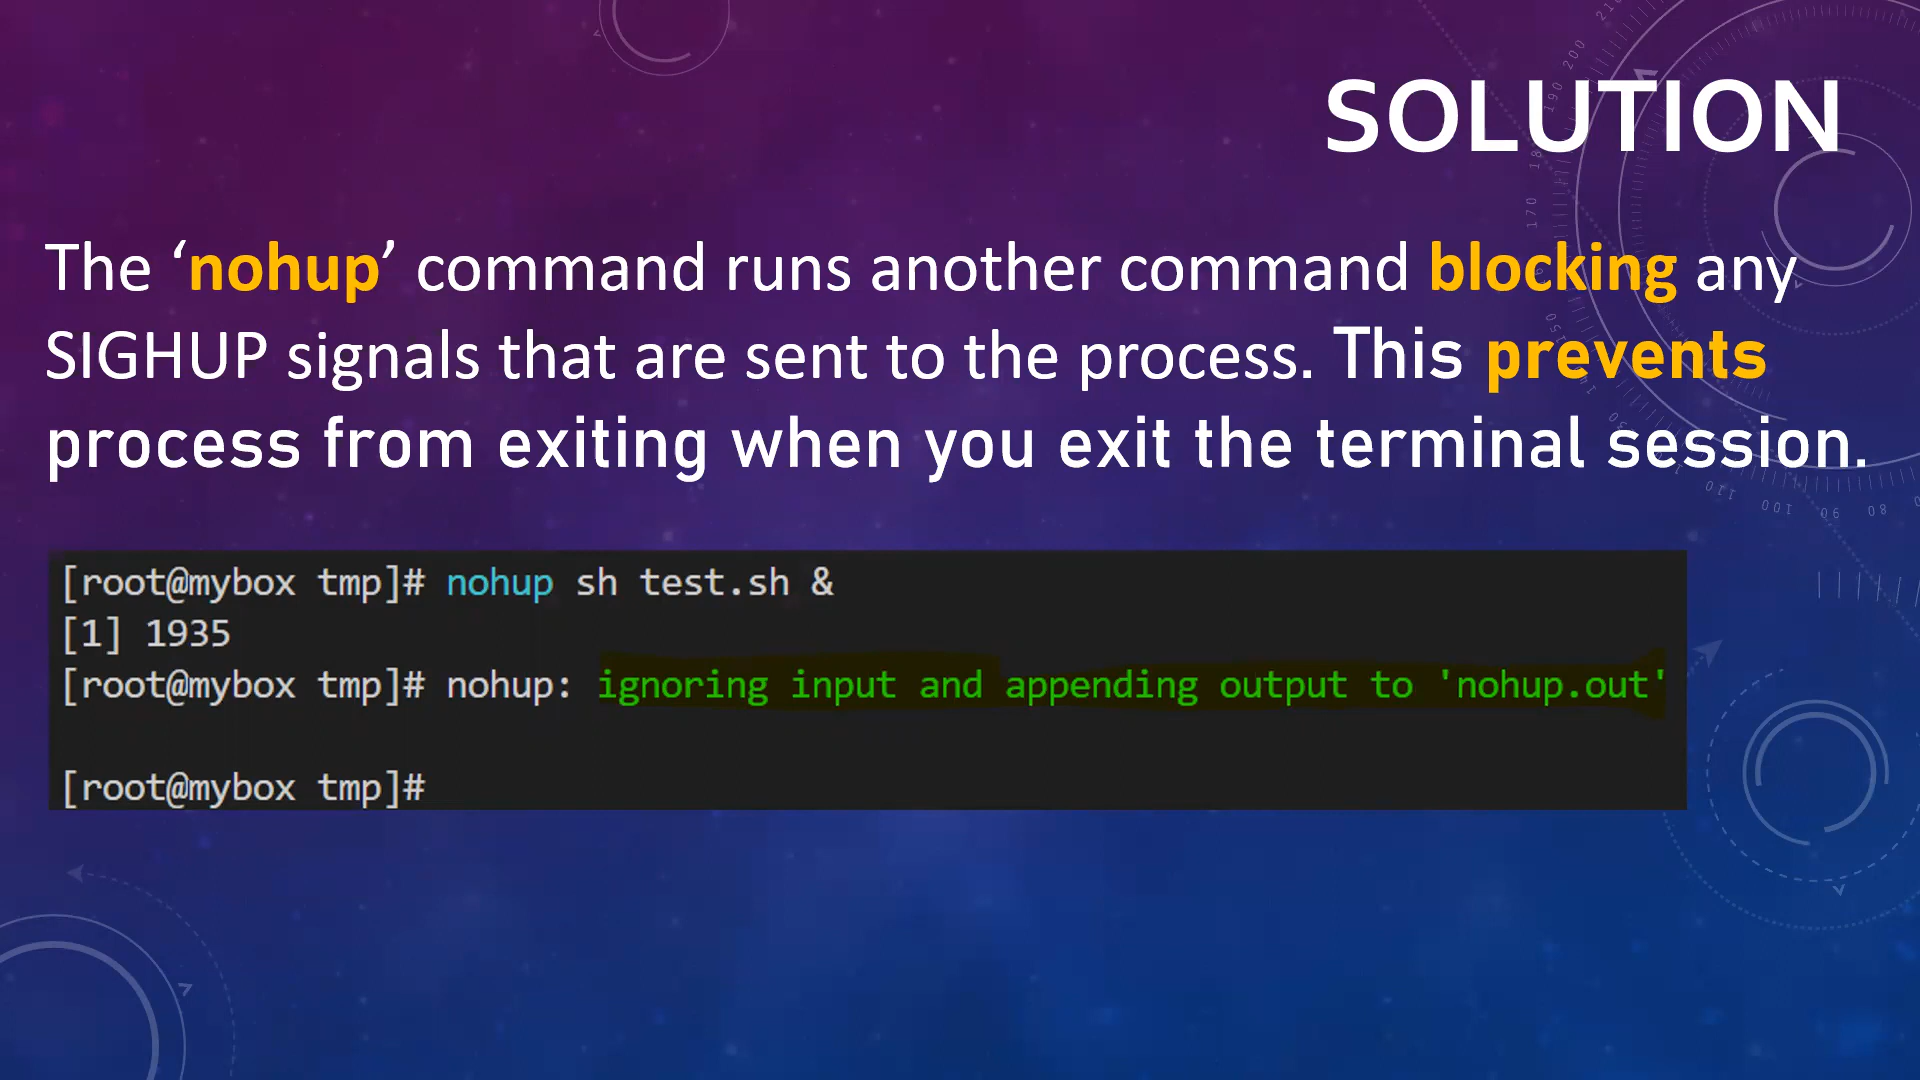 SOLUTION
The ‘nohup’ command runs another command blocking any
SIGHUP signals that are sent to the process. This prevents
process from exiting when you exit the terminal session.
[root@mybox tmp]# nohup sh test.sh &
[1] 1935
[root@mybox tmp]# nohup: ignoring input and appending output to 'nohup.out'
[root@mybox tmp]#